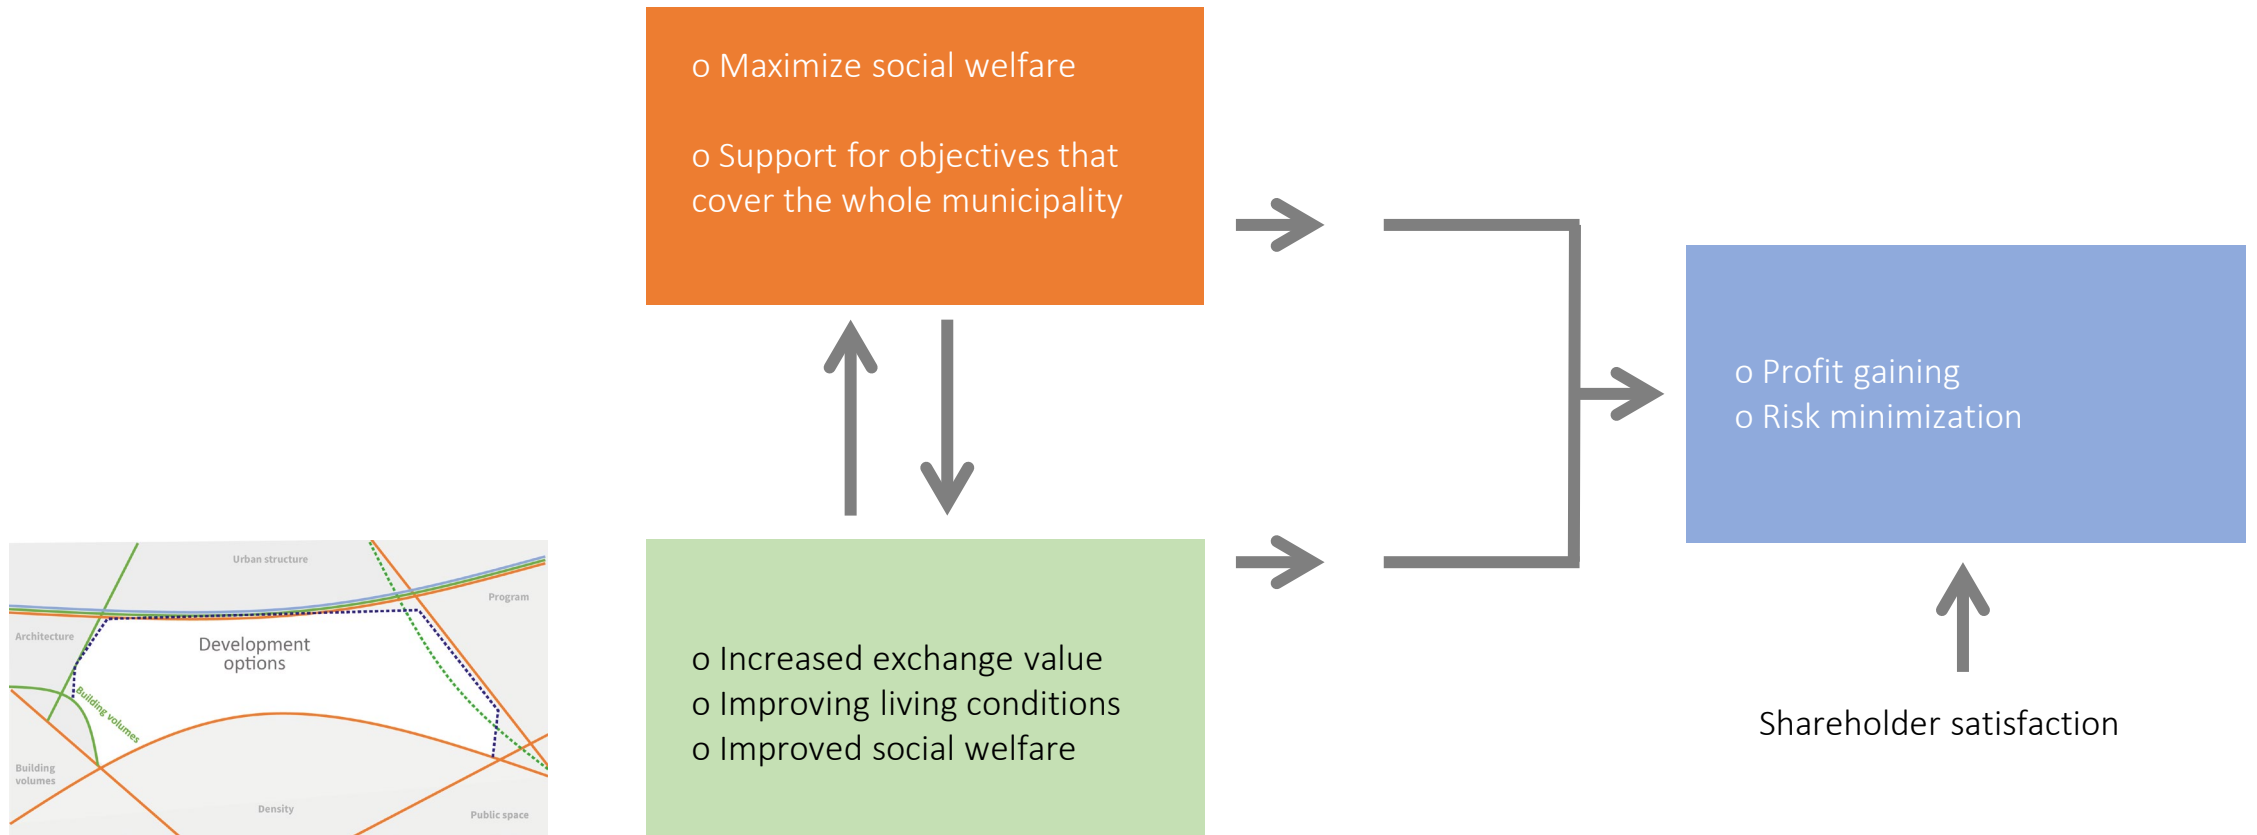 o Maximize social welfare
o Support for objectives that
cover the whole municipality
o Profit gaining
o Risk minimization
Urban structure
Program
Architecture
Development
options
Building volumes
Building
volumes
Density
Public space
o Increased exchange value
o Improving living conditions
o Improved social welfare
Shareholder satisfaction